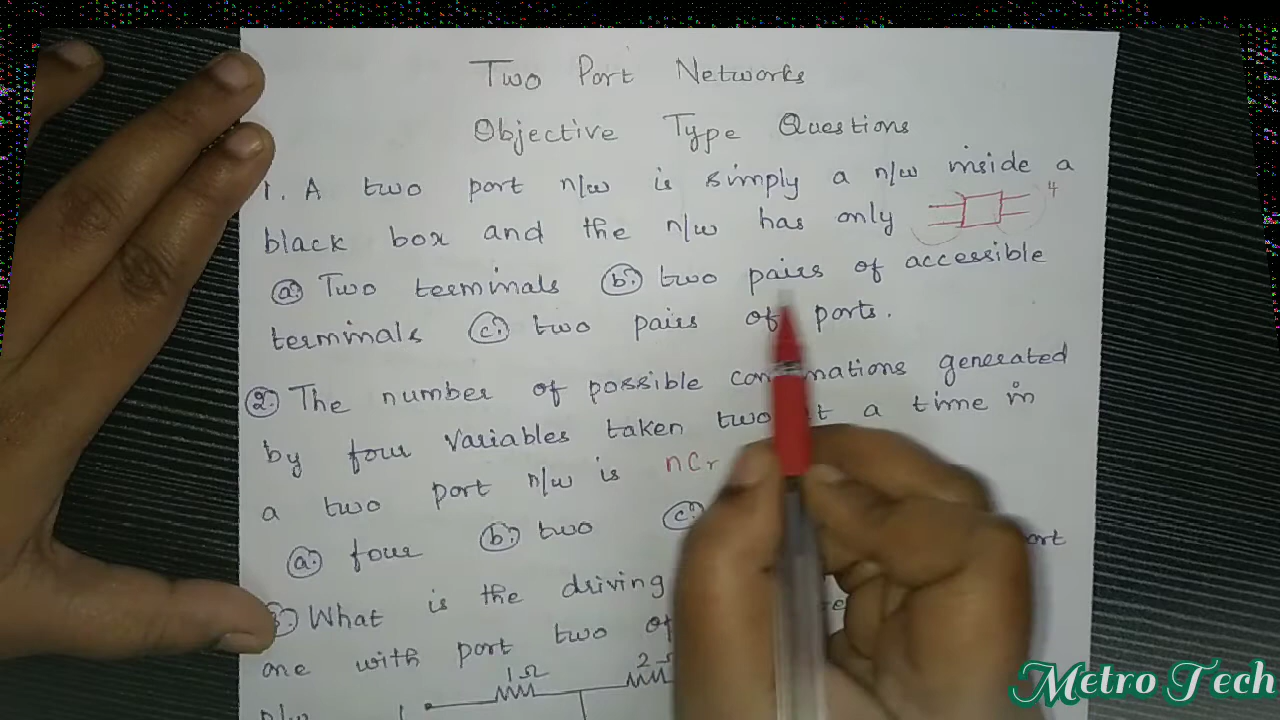 Two Port Networks
Objective Type Questions
1. A two port n/w is simply a n/w inside a
black box and the n/w has only 4
(a.) Two terminals (b.) two pairs of accessible
terminals (c.) two pairs of ports.
(2.) The number of possible generated
by four variables taken two at a time in
a two port n/w is nCr
(a.) four (b.) two (c.)
What is the driving
one with port two of
1Ω 2Ω
n/w
Metro Tech